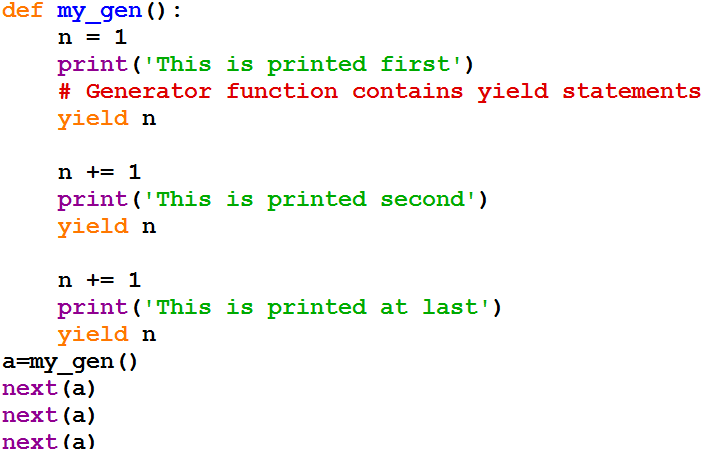 def my_gen():
    n = 1
    print('This is printed first')
    # Generator function contains yield statements
    yield n

    n += 1
    print('This is printed second')
    yield n

    n += 1
    print('This is printed at last')
    yield n
a=my_gen()
next(a)
next(a)
next(a)